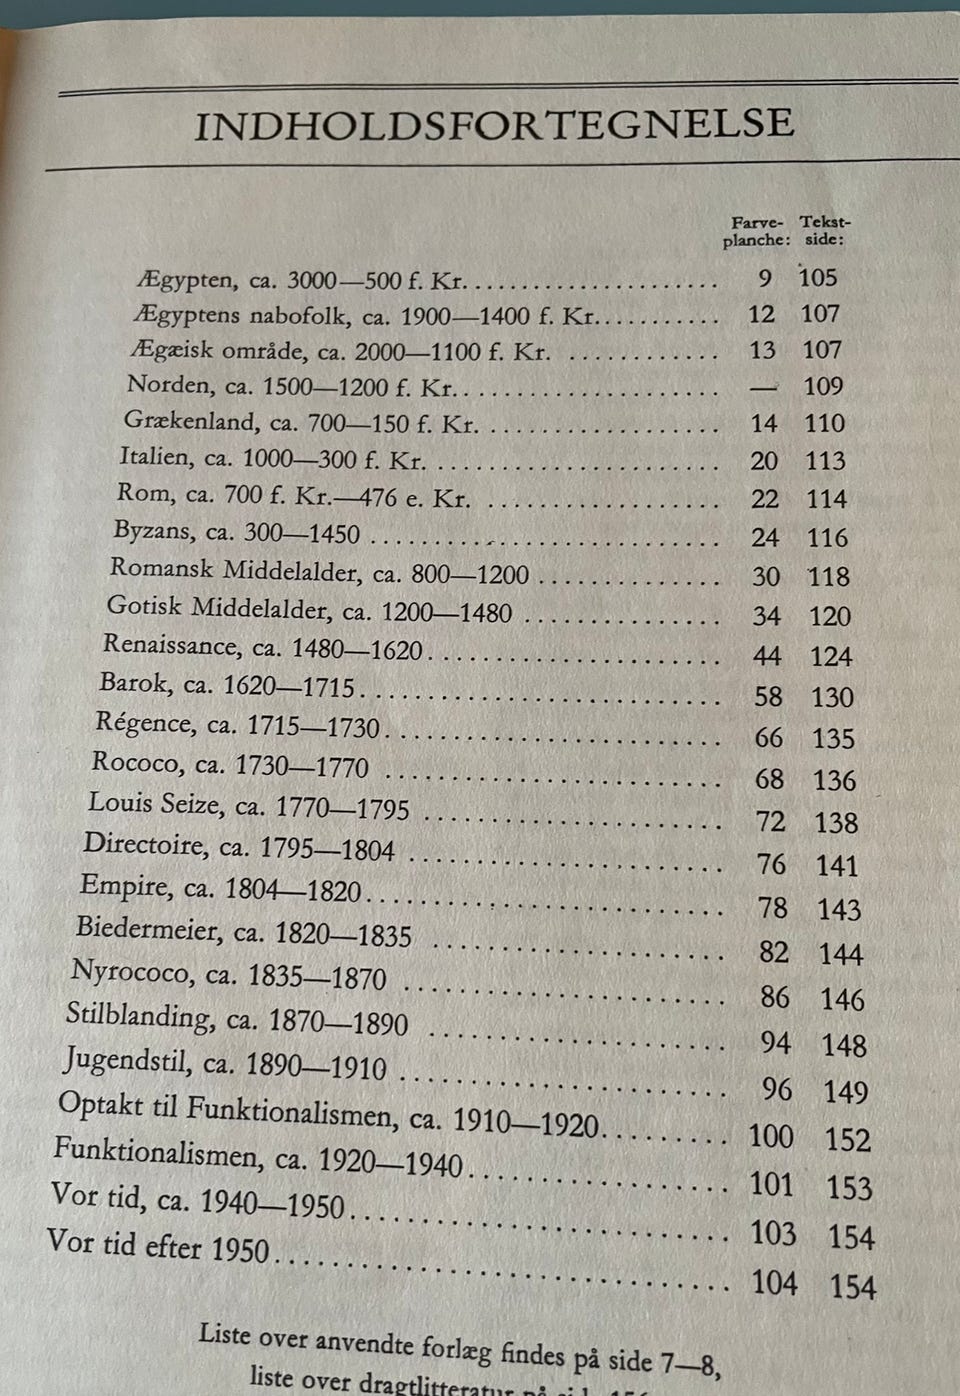 INDHOLDSFORTEGNELSE
Farve- Tekst-
planche: side:
Ægypten, ca. 3000—500 f. Kr. 9 105
Ægyptens nabofolk, ca. 1900—1400 f. Kr. 12 107
Ægæisk område, ca. 2000—1100 f. Kr. 13 107
Norden, ca. 1500—1200 f. Kr. — 109
Grækenland, ca. 700—150 f. Kr. 14 110
Italien, ca. 1000—300 f. Kr. 20 113
Rom, ca. 700 f. Kr.—476 e. Kr. 22 114
Byzans, ca. 300—1450 24 116
Romansk Middelalder, ca. 800—1200 30 118
Gotisk Middelalder, ca. 1200—1480 34 120
Renaissance, ca. 1480—1620 44 124
Barok, ca. 1620—1715 58 130
Régence, ca. 1715—1730 66 135
Rococo, ca. 1730—1770 68 136
Louis Seize, ca. 1770—1795 72 138
Directoire, ca. 1795—1804 76 141
Empire, ca. 1804—1820 78 143
Biedermeier, ca. 1820—1835 82 144
Nyrococo, ca. 1835—1870 86 146
Stilblanding, ca. 1870—1890 94 148
Jugendstil, ca. 1890—1910 96 149
Optakt til Funktionalismen, ca. 1910—1920 100 152
Funktionalismen, ca. 1920—1940 101 153
Vor tid, ca. 1940—1950 103 154
Vor tid efter 1950 104 154
Liste over anvendte forlæg findes på side 7—8,
liste over dragtlitteratur på